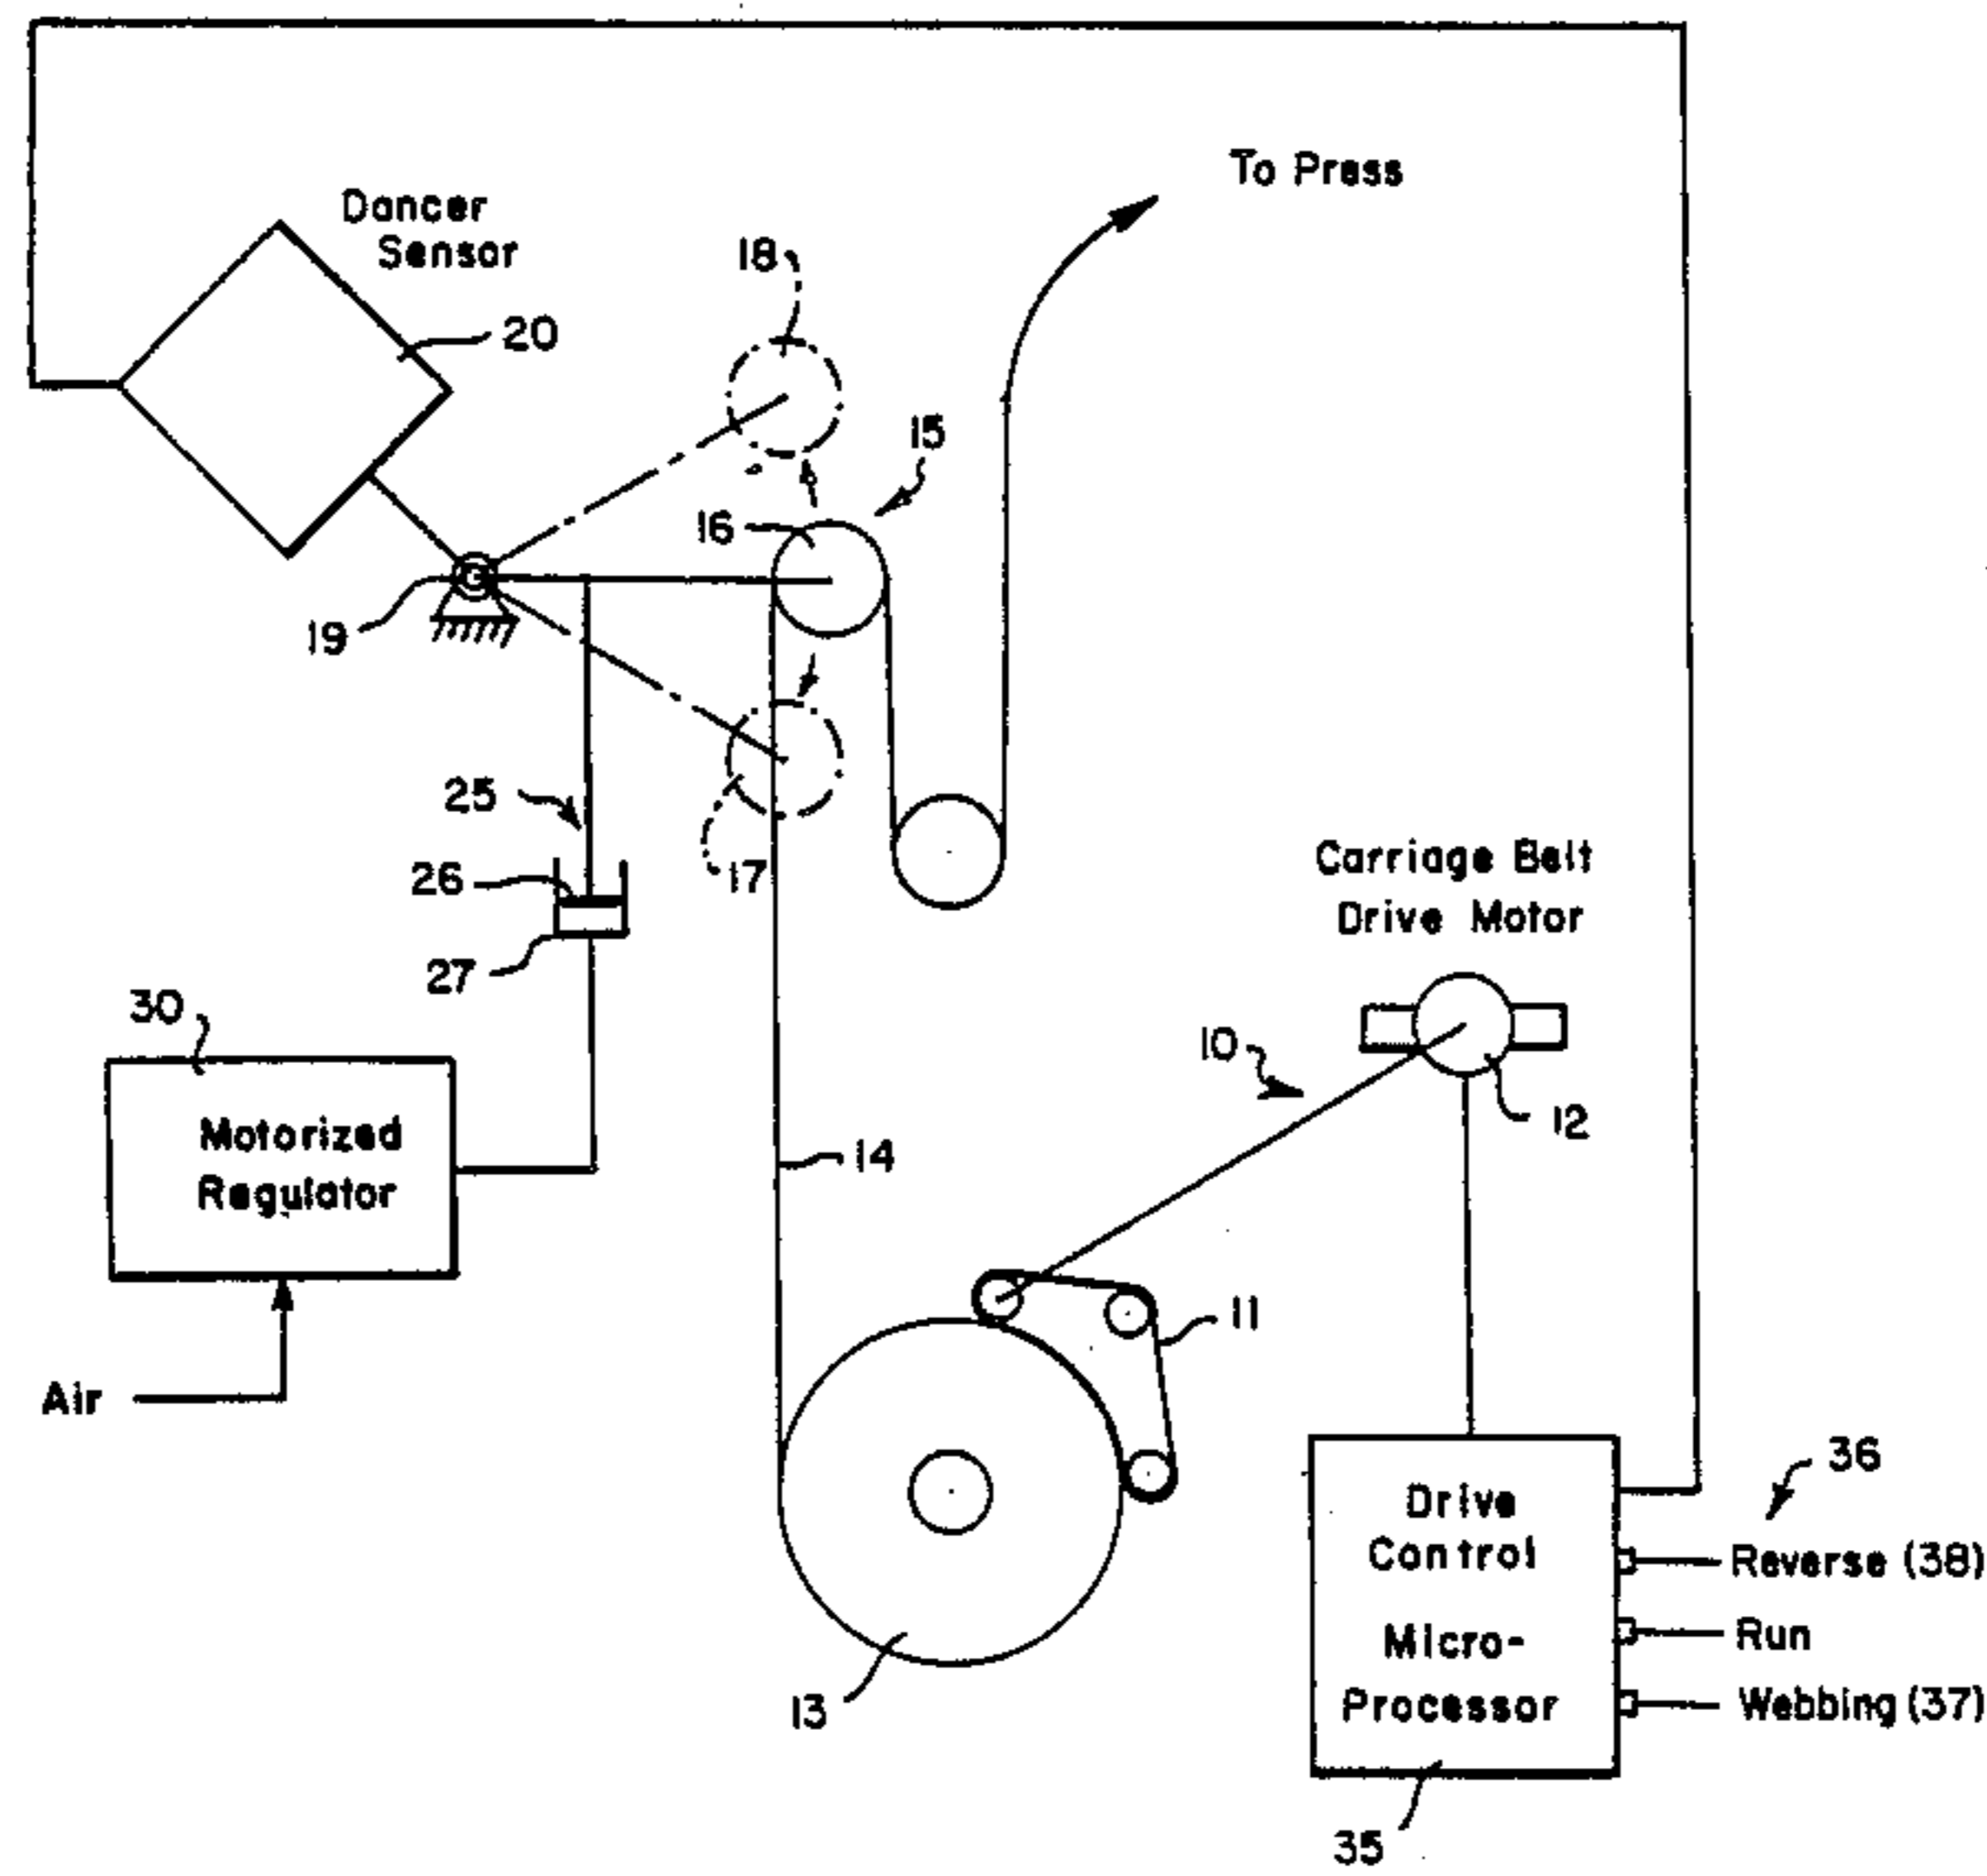 To Press
Dancer
Sensor
18
20
15
16
19
25
17
26
27
Carriage Belt
Drive Motor
30
10
12
Motorized
Regulator
14
11
Air
36
Drive
Control
Micro-
Processor
Reverse (38)
Run
Webbing (37)
13
35